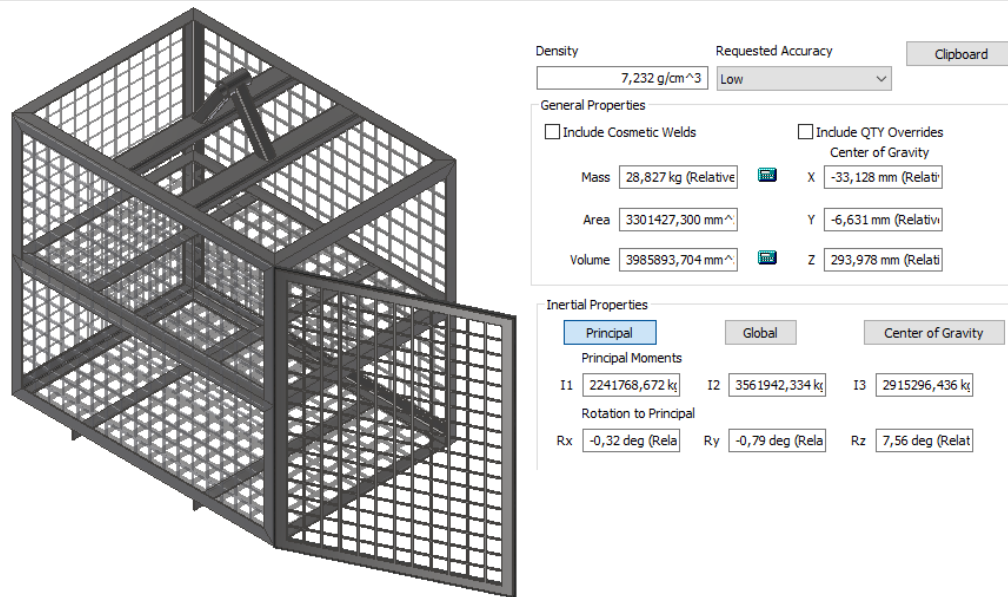 Density
Requested Accuracy
Clipboard
7,232 g/cm^3
Low
General Properties
Include Cosmetic Welds
Include QTY Overrides
Center of Gravity
Mass 28,827 kg (Relative
X -33,128 mm (Relati
Area 3301427,300 mm^
Y -6,631 mm (Relative
Volume 3985893,704 mm^
Z 293,978 mm (Relati
Inertial Properties
Principal
Global
Center of Gravity
Principal Moments
I1 2241768,672 kg
I2 3561942,334 kg
I3 2915296,436 kg
Rotation to Principal
Rx -0,32 deg (Rela
Ry -0,79 deg (Rela
Rz 7,56 deg (Relat